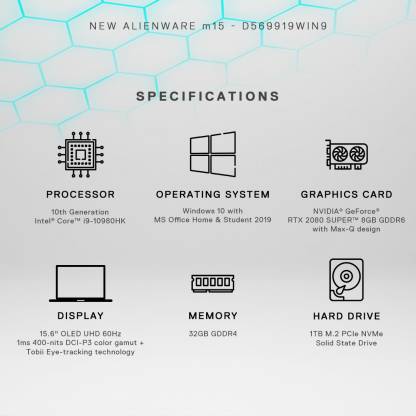 NEW ALIENWARE m15 - D569919WIN9
SPECIFICATIONS
PROCESSOR
10th Generation
Intel® Core™ i9-10980HK
OPERATING SYSTEM
Windows 10 with
MS Office Home & Student 2019
GRAPHICS CARD
NVIDIA® GeForce®
RTX 2080 SUPER™ 8GB GDDR6
with Max-Q design
DISPLAY
15.6" OLED UHD 60Hz
1ms 400-nits DCI-P3 color gamut +
Tobii Eye-tracking technology
MEMORY
32GB GDDR4
HARD DRIVE
1TB M.2 PCIe NVMe
Solid State Drive